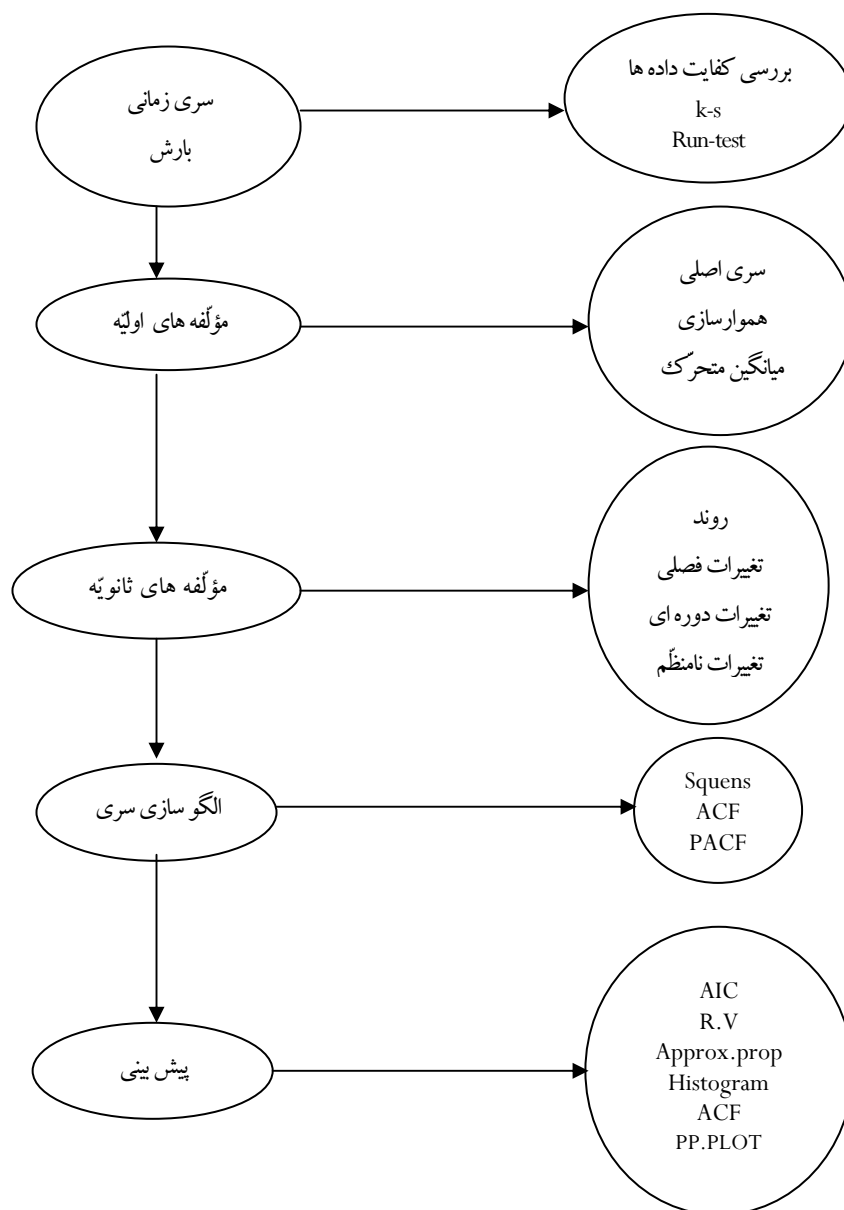 سری زمانی
بارش
بررسی کفایت داده ها
k-s
Run-test
مؤلّفه های اولیّه
سری اصلی
هموارسازی
میانگین متحرّک
مؤلّفه های ثانویّه
روند
تغییرات فصلی
تغییرات دوره ای
تغییرات نامنظّم
الگو سازی سری
Squens
ACF
PACF
پیش بینی
AIC
R.V
Approx.prop
Histogram
ACF
PP.PLOT